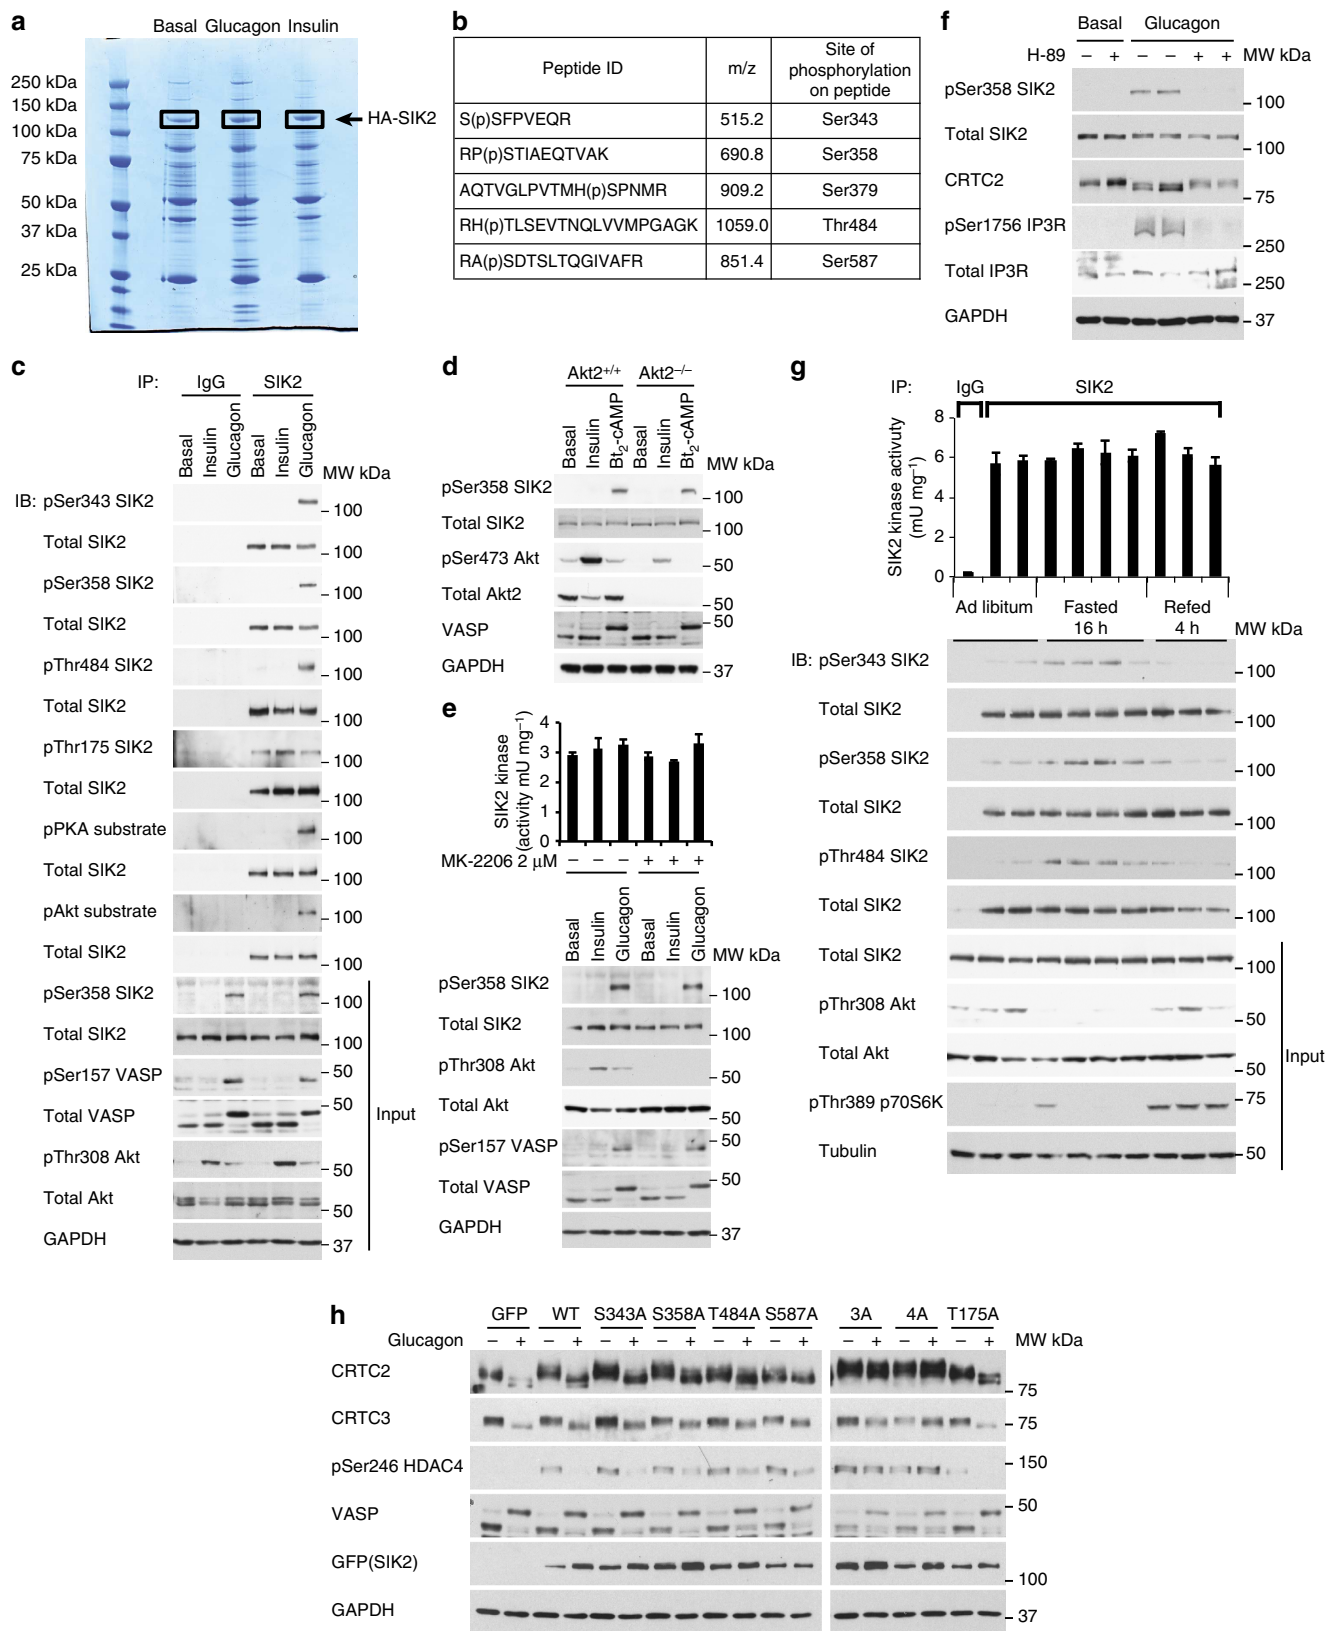 a
Basal Glucagon Insulin
250 kDa
150 kDa
100 kDa
75 kDa
50 kDa
37 kDa
25 kDa
HA-SIK2
b
Peptide ID m/z Site of phosphorylation on peptide
S(p)SFPVEQR 515.2 Ser343
RP(p)STIAEQTVAK 690.8 Ser358
AQTVGLPVTMH(p)SPNMR 909.2 Ser379
RH(p)TLSEVTNQLVVMPGAGK 1059.0 Thr484
RA(p)SDTSLTQGIVAFR 851.4 Ser587
f
Basal Glucagon
H-89 – + – – + + MW kDa
pSer358 SIK2 100
Total SIK2 100
CRTC2 75
pSer1756 IP3R 250
Total IP3R 250
GAPDH 37
c
IP: IgG SIK2
Basal Insulin Glucagon Basal Insulin Glucagon MW kDa
IB: pSer343 SIK2 100
Total SIK2 100
pSer358 SIK2 100
Total SIK2 100
pThr484 SIK2 100
Total SIK2 100
pThr175 SIK2 100
Total SIK2 100
pPKA substrate 100
Total SIK2 100
pAkt substrate 100
Total SIK2 100
pSer358 SIK2 100
Total SIK2 100
pSer157 VASP 50
Total VASP 50
pThr308 Akt 50
Total Akt 50
GAPDH 37
Input
d
Akt2+/+ Akt2–/–
Basal Insulin Bt2-cAMP Basal Insulin Bt2-cAMP MW kDa
pSer358 SIK2 100
Total SIK2 100
pSer473 Akt 50
Total Akt2 50
VASP 50
GAPDH 37
e
SIK2 kinase
(activity mU mg–1)
4
3
2
1
0
MK-2206 2 μM – – – + + +
Basal Insulin Glucagon Basal Insulin Glucagon MW kDa
pSer358 SIK2 100
Total SIK2 100
pThr308 Akt 50
Total Akt 50
pSer157 VASP 50
Total VASP 50
GAPDH 37
g
IP: IgG SIK2
SIK2 kinase activuty
(mU mg–1)
8
6
4
2
0
Ad libitum Fasted 16 h Refed 4 h MW kDa
IB: pSer343 SIK2 100
Total SIK2 100
pSer358 SIK2 100
Total SIK2 100
pThr484 SIK2 100
Total SIK2 100
Total SIK2 100
pThr308 Akt 50
Total Akt 50
pThr389 p70S6K 75
Tubulin 50
Input
h
GFP WT S343A S358A T484A S587A 3A 4A T175A
Glucagon – + – + – + – + – + – + – + – + – + MW kDa
CRTC2 75
CRTC3 75
pSer246 HDAC4 150
VASP 50
GFP(SIK2) 100
GAPDH 37